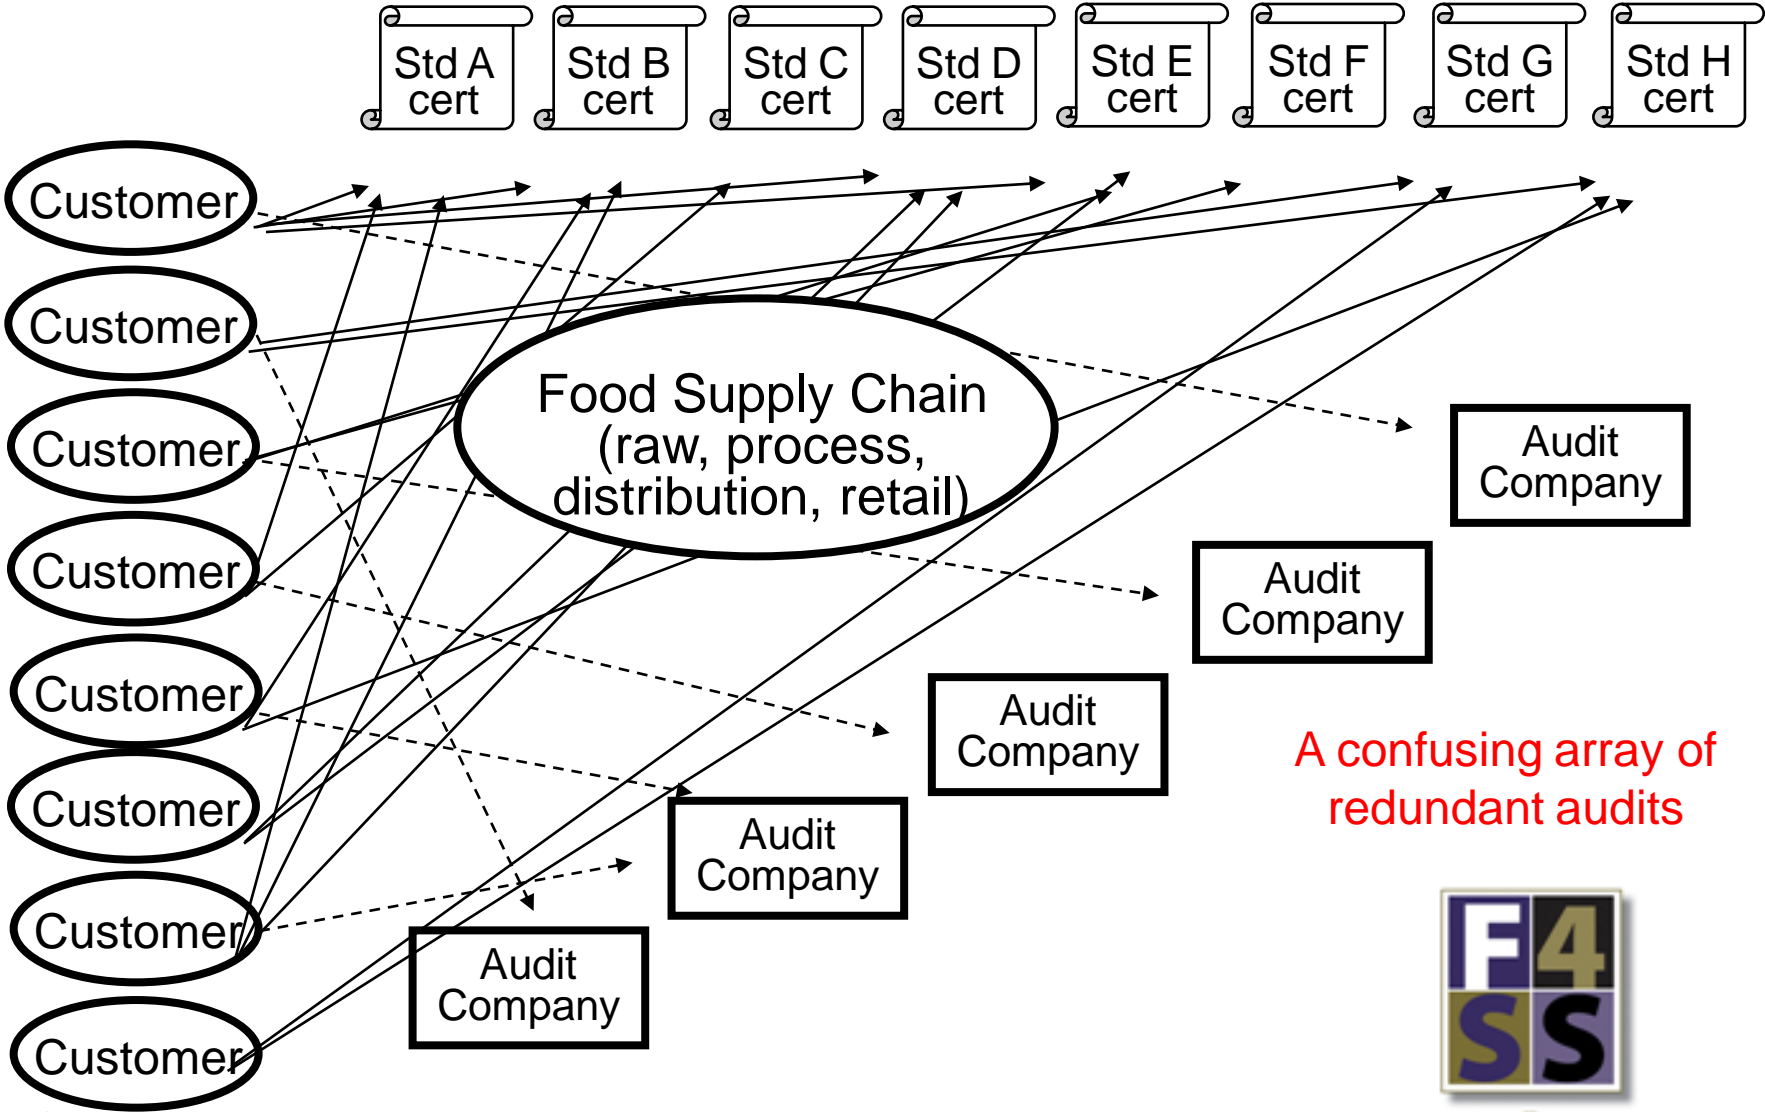 Std A
cert
Std B
cert
Std C
cert
Std D
cert
Std E
cert
Std F
cert
Std G
cert
Std H
cert
Customer
Customer
Customer
Customer
Customer
Customer
Customer
Customer
Food Supply Chain
(raw, process,
distribution, retail)
Audit
Company
Audit
Company
Audit
Company
Audit
Company
Audit
Company
A confusing array of
redundant audits
F4
SS